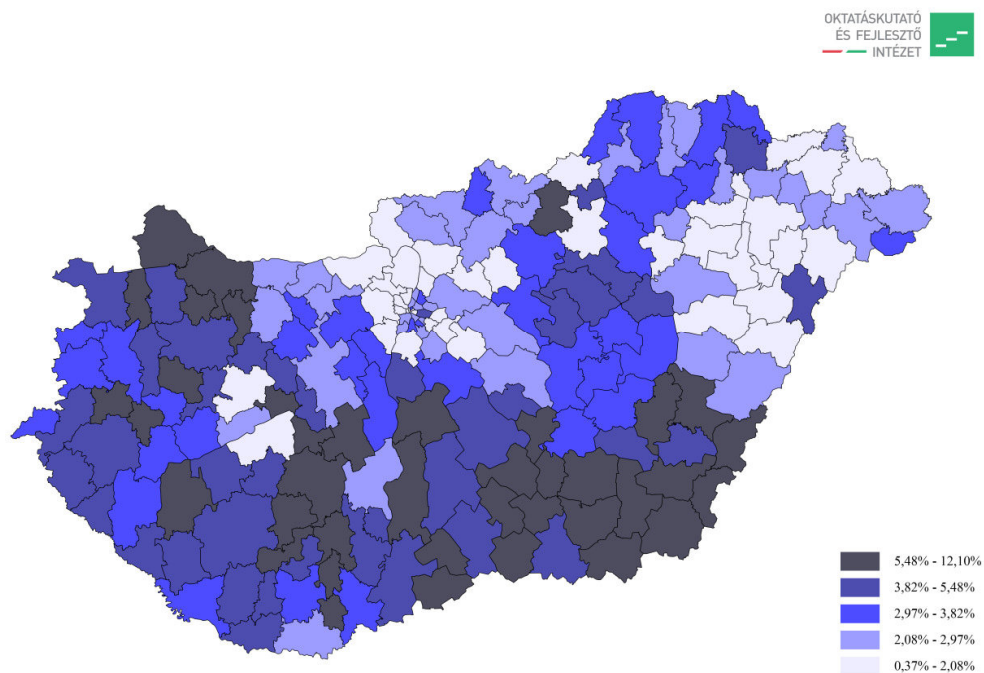 OKTATÁSKUTATÓ
ÉS FEJLESZTŐ
INTÉZET
5,48% - 12,10%
3,82% - 5,48%
2,97% - 3,82%
2,08% - 2,97%
0,37% - 2,08%